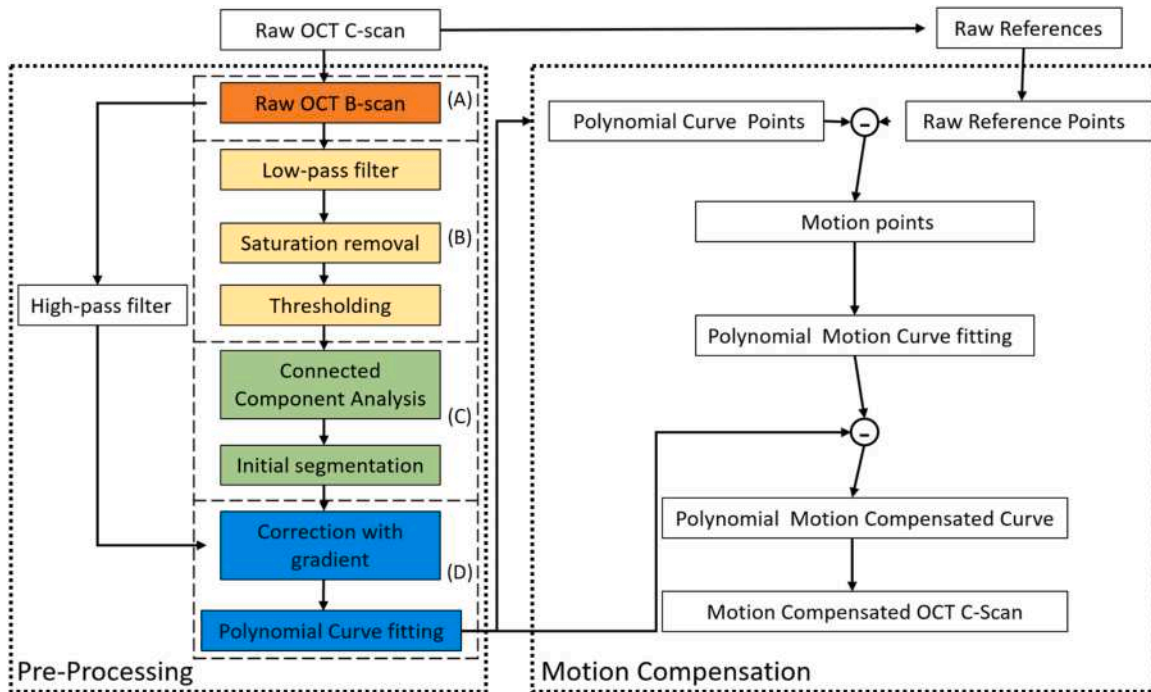 Raw OCT C-scan
Raw References
Raw OCT B-scan
(A)
Polynomial Curve Points
-
Raw Reference Points
Low-pass filter
Saturation removal
(B)
Thresholding
High-pass filter
Motion points
Polynomial Motion Curve fitting
Connected
Component Analysis
(C)
Initial segmentation
-
Correction with
gradient
(D)
Polynomial Curve fitting
Polynomial Motion Compensated Curve
Motion Compensated OCT C-Scan
Pre-Processing
Motion Compensation